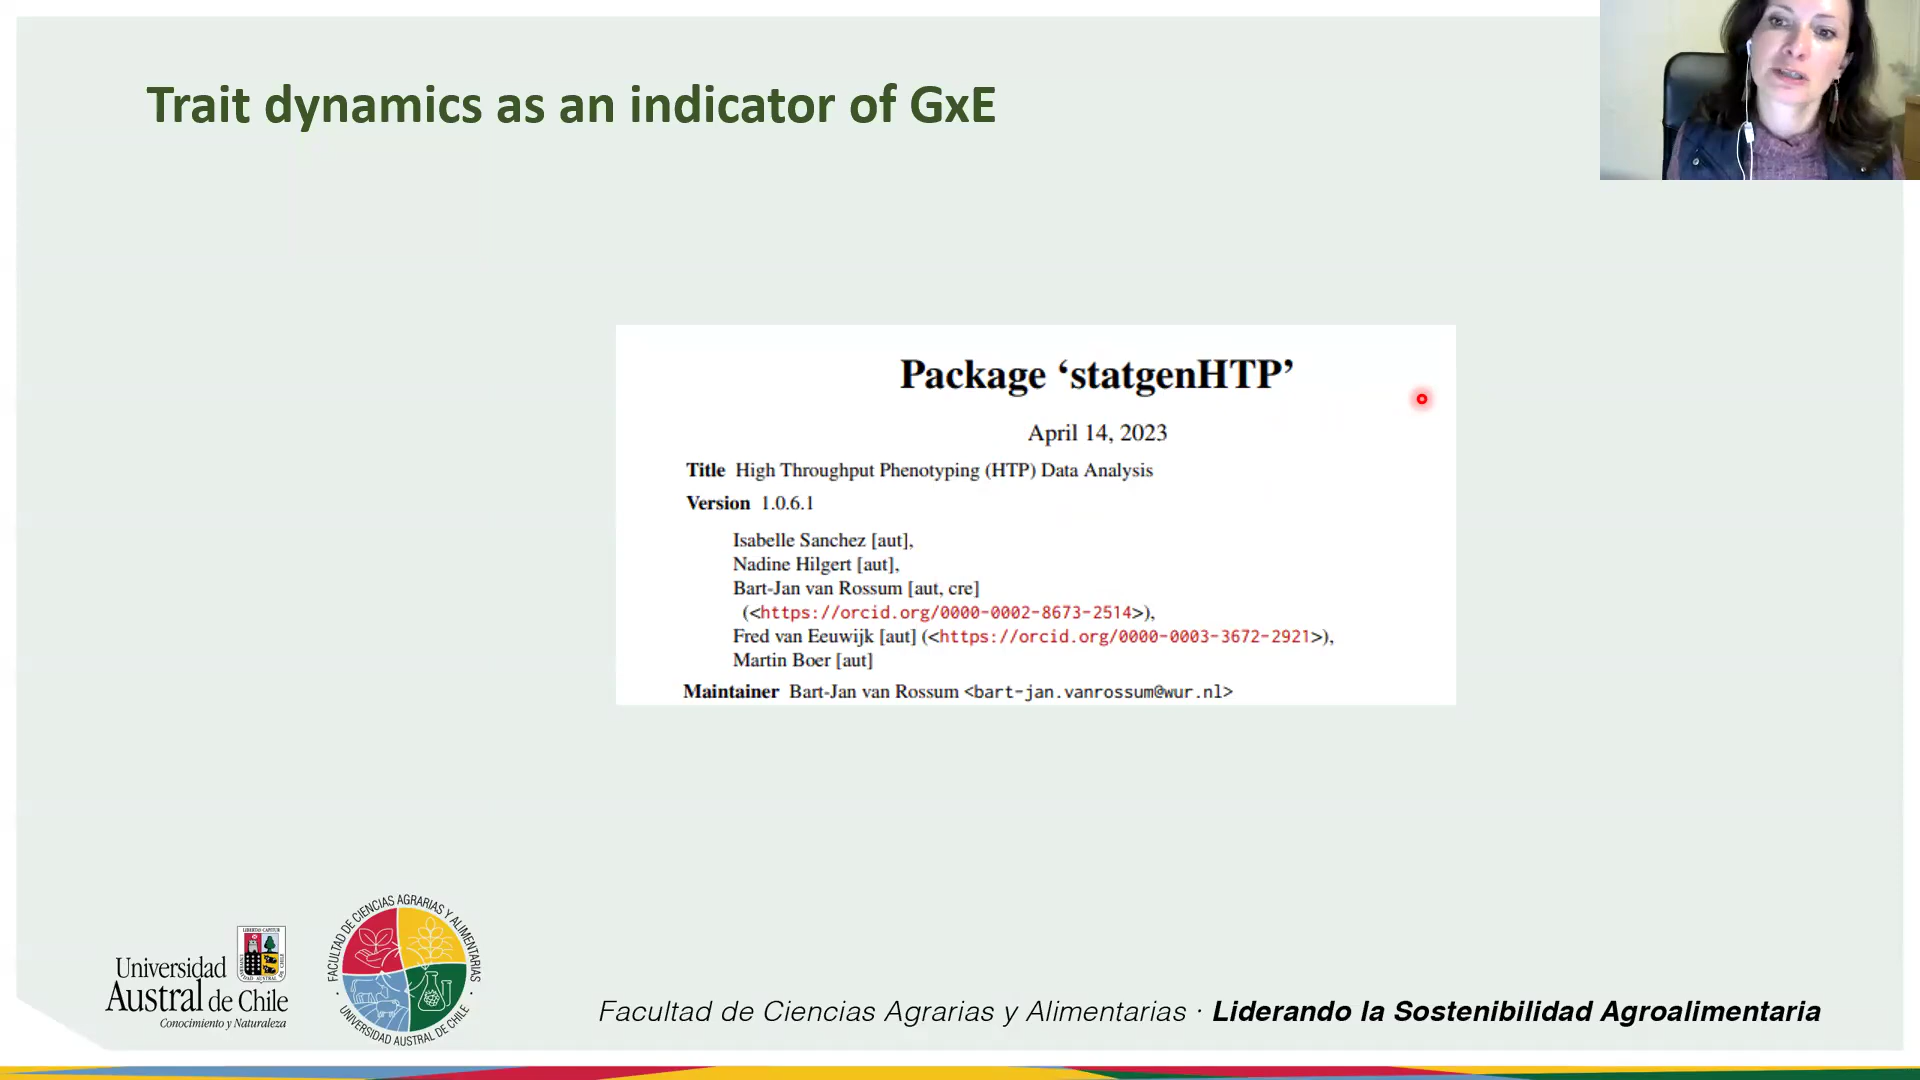 Trait dynamics as an indicator of GxE
Package ‘statgenHTP’
April 14, 2023
Title High Throughput Phenotyping (HTP) Data Analysis
Version 1.0.6.1
Isabelle Sanchez [aut],
Nadine Hilgert [aut],
Bart-Jan van Rossum [aut, cre]
(<https://orcid.org/0000-0002-8673-2514>),
Fred van Eeuwijk [aut] (<https://orcid.org/0000-0003-3672-2921>),
Martin Boer [aut]
Maintainer Bart-Jan van Rossum <bart-jan.vanrossum@wur.nl>
Universidad
Austral de Chile
Conocimiento y Naturaleza
FACULTAD DE CIENCIAS AGRARIAS Y ALIMENTARIAS
UNIVERSIDAD AUSTRAL DE CHILE
Facultad de Ciencias Agrarias y Alimentarias · Liderando la Sostenibilidad Agroalimentaria